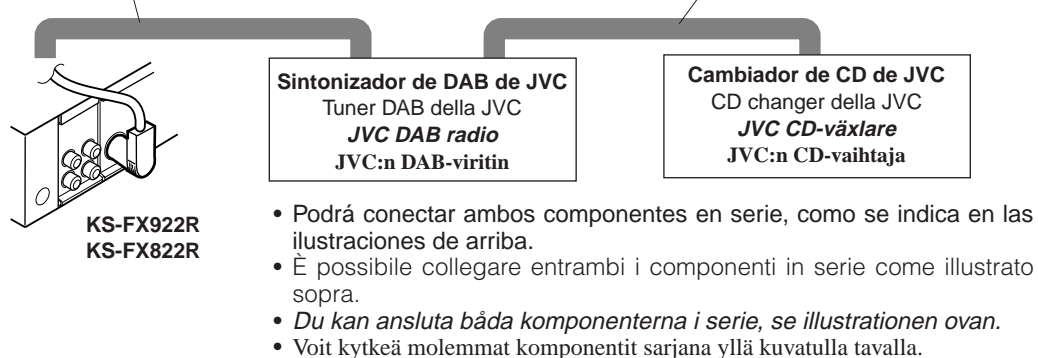 Sintonizador de DAB de JVC
Tuner DAB della JVC
JVC DAB radio
JVC:n DAB-viritin
Cambiador de CD de JVC
CD changer della JVC
JVC CD-växlare
JVC:n CD-vaihtaja
KS-FX922R
KS-FX822R
• Podrá conectar ambos componentes en serie, como se indica en las
ilustraciones de arriba.
• È possibile collegare entrambi i componenti in serie come illustrato
sopra.
• Du kan ansluta båda komponenterna i serie, se illustrationen ovan.
• Voit kytkeä molemmat komponentit sarjana yllä kuvatulla tavalla.